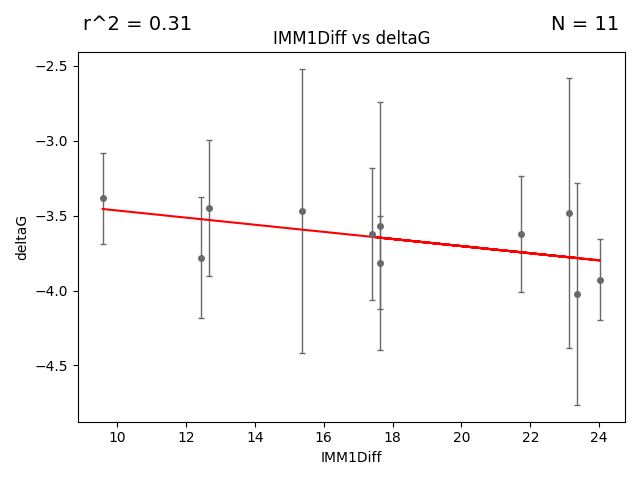 r^2 = 0.31
N = 11
IMM1Diff vs deltaG
−2.5
−3.0
−3.5
−4.0
−4.5
deltaG
10 12 14 16 18 20 22 24
IMM1Diff